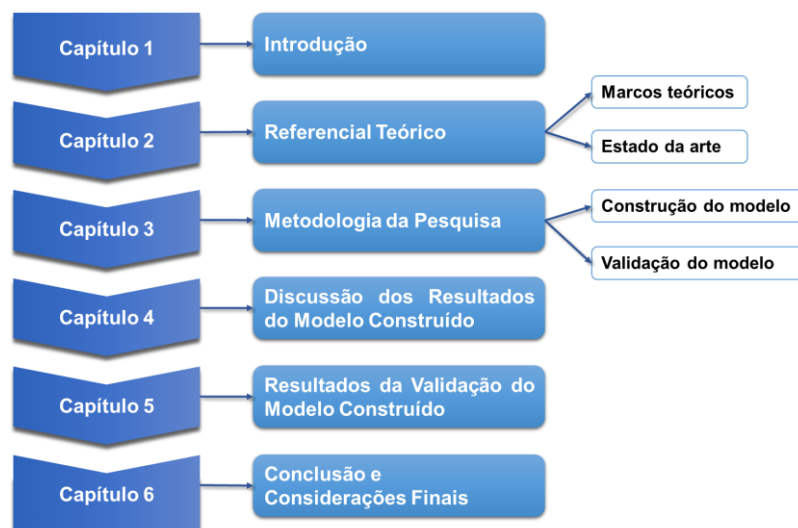 Capítulo 1
Introdução
Capítulo 2
Referencial Teórico
Marcos teóricos
Estado da arte
Capítulo 3
Metodologia da Pesquisa
Construção do modelo
Validação do modelo
Capítulo 4
Discussão dos Resultados
do Modelo Construído
Capítulo 5
Resultados da Validação do
Modelo Construído
Capítulo 6
Conclusão e
Considerações Finais